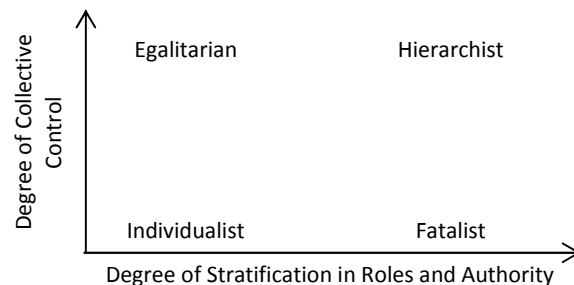 Egalitarian Hierarchist
Degree of Collective
Control
Individualist Fatalist
Degree of Stratification in Roles and Authority